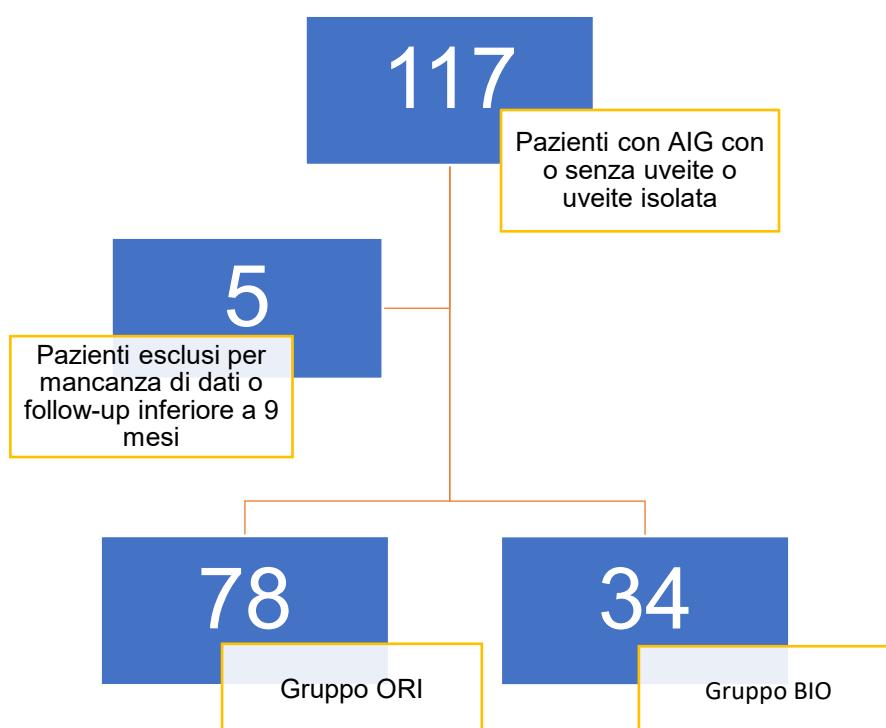 117
Pazienti con AIG con
o senza uveite o
uveite isolata
5
Pazienti esclusi per
mancanza di dati o
follow-up inferiore a 9
mesi
78
Gruppo ORI
34
Gruppo BIO